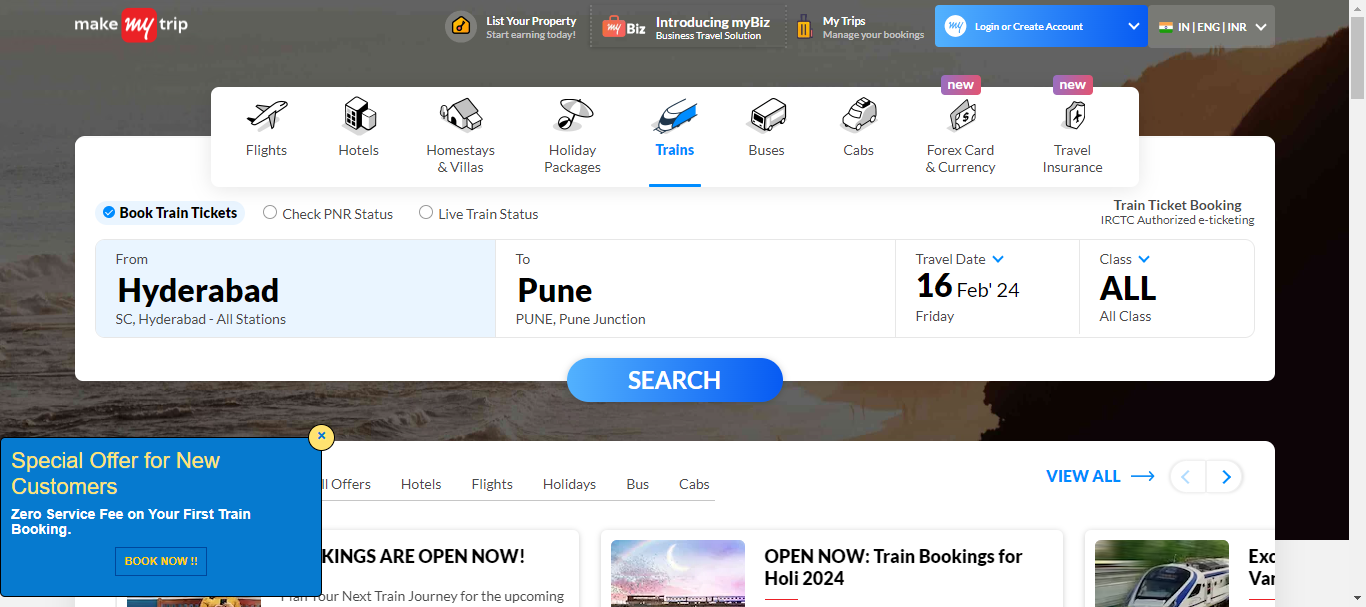 make my trip
List Your Property
Start earning today!
my Biz
Introducing myBiz
Business Travel Solution
My Trips
Manage your bookings
my
Login or Create Account
IN | ENG | INR
new
new
Flights
Hotels
Homestays
& Villas
Holiday
Packages
Trains
Buses
Cabs
Forex Card
& Currency
Travel
Insurance
Book Train Tickets
Check PNR Status
Live Train Status
Train Ticket Booking
IRCTC Authorized e-ticketing
From
Hyderabad
SC, Hyderabad - All Stations
To
Pune
PUNE, Pune Junction
Travel Date
16 Feb' 24
Friday
Class
ALL
All Class
SEARCH
×
Special Offer for New
Customers
Zero Service Fee on Your First Train
Booking.
BOOK NOW !!
ll Offers
Hotels
Flights
Holidays
Bus
Cabs
VIEW ALL
KINGS ARE OPEN NOW!
Plan Your Next Train Journey for the upcoming
OPEN NOW: Train Bookings for
Holi 2024
Exc
Var